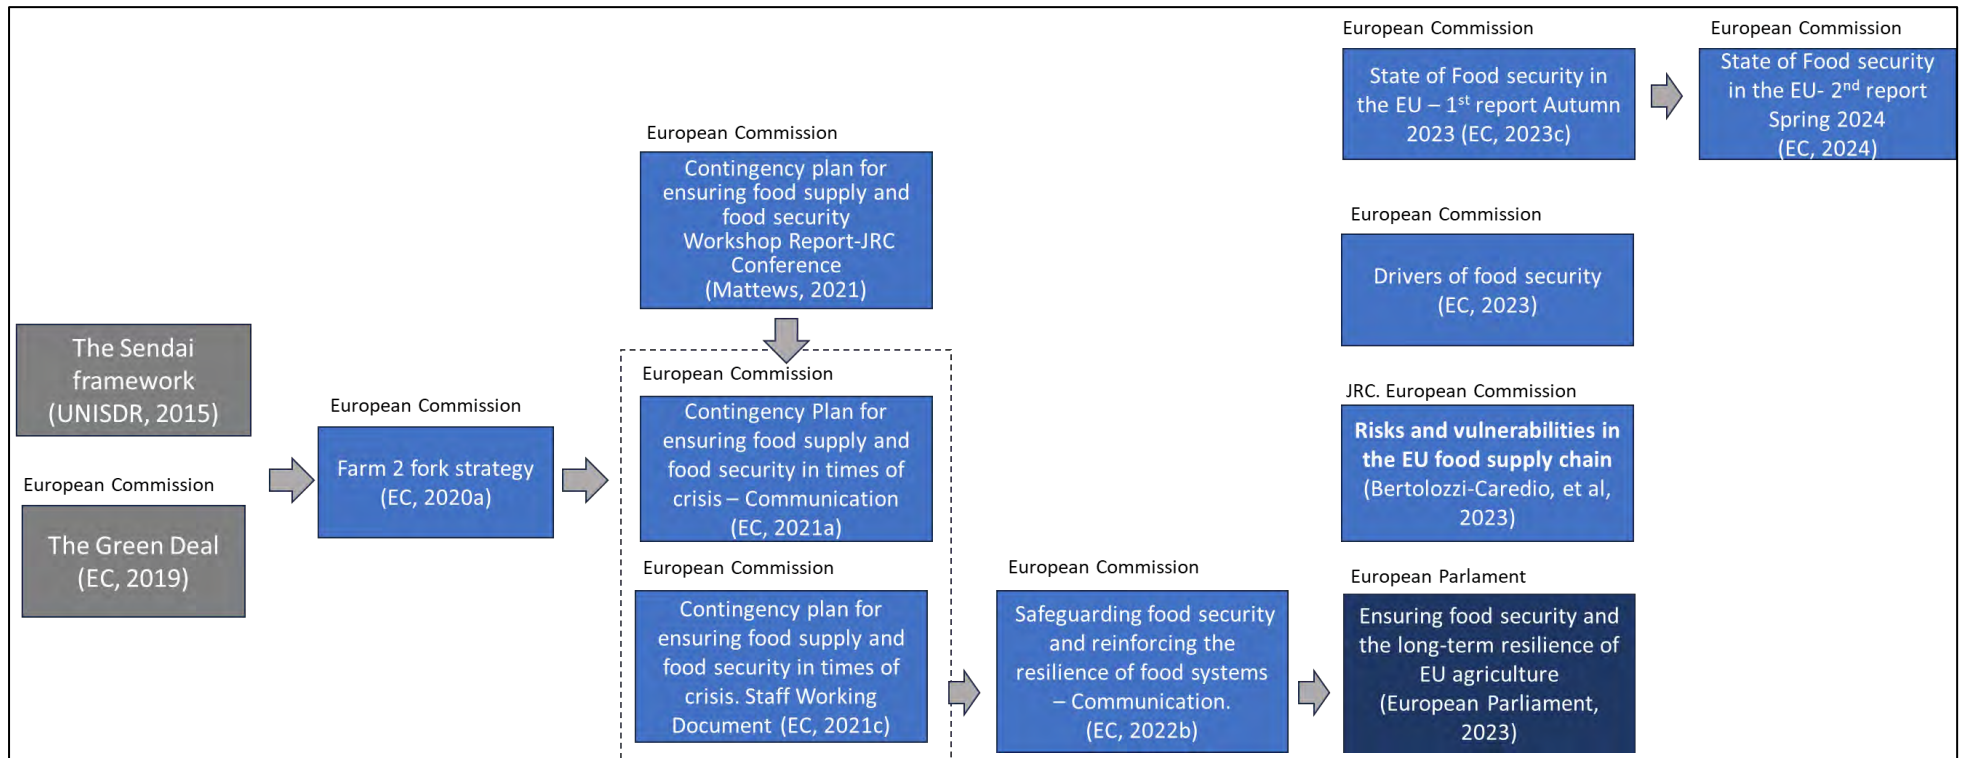 The Sendai
framework
(UNISDR, 2015)
European Commission
The Green Deal
(EC, 2019)
European Commission
Farm 2 fork strategy
(EC, 2020a)
European Commission
Contingency plan for
ensuring food supply and
food security
Workshop Report-JRC
Conference
(Mattews, 2021)
European Commission
Contingency Plan for
ensuring food supply and
food security in times of
crisis – Communication
(EC, 2021a)
European Commission
Contingency plan for
ensuring food supply and
food security in times of
crisis. Staff Working
Document (EC, 2021c)
European Commission
Safeguarding food security
and reinforcing the
resilience of food systems
– Communication.
(EC, 2022b)
European Commission
State of Food security in
the EU – 1st report Autumn
2023 (EC, 2023c)
European Commission
State of Food security
in the EU- 2nd report
Spring 2024
(EC, 2024)
European Commission
Drivers of food security
(EC, 2023)
JRC. European Commission
Risks and vulnerabilities in
the EU food supply chain
(Bertolozzi-Caredio, et al,
2023)
European Parlament
Ensuring food security and
the long-term resilience of
EU agriculture
(European Parliament,
2023)